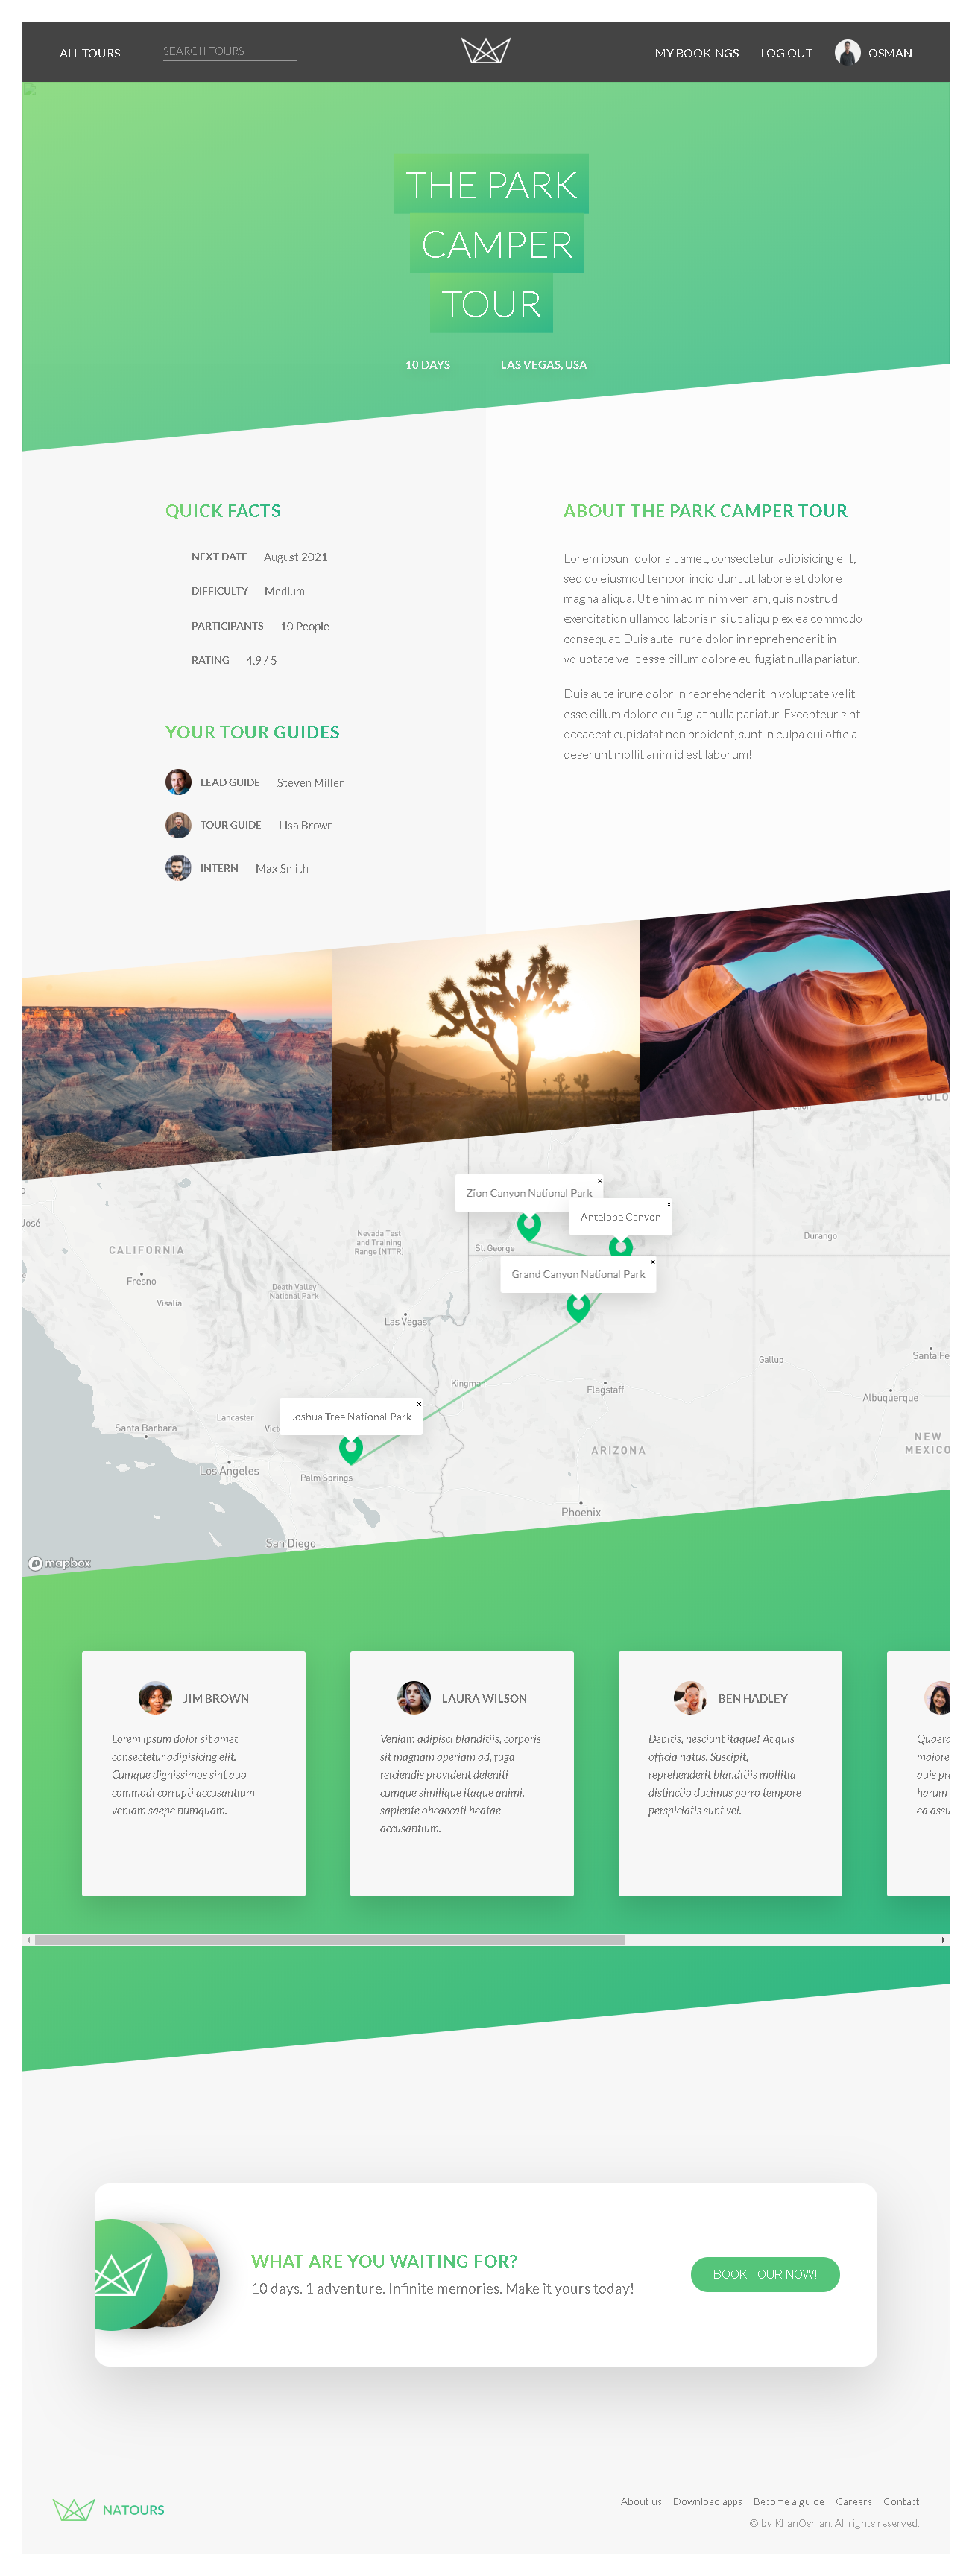 ALL TOURS
SEARCH TOURS
MY BOOKINGS
LOG OUT
OSMAN
THE PARK
CAMPER
TOUR
10 DAYS
LAS VEGAS, USA
QUICK FACTS
NEXT DATE August 2021
DIFFICULTY Medium
PARTICIPANTS 10 People
RATING 4.9 / 5
YOUR TOUR GUIDES
LEAD GUIDE Steven Miller
TOUR GUIDE Lisa Brown
INTERN Max Smith
ABOUT THE PARK CAMPER TOUR
Lorem ipsum dolor sit amet, consectetur adipisicing elit,
sed do eiusmod tempor incididunt ut labore et dolore
magna aliqua. Ut enim ad minim veniam, quis nostrud
exercitation ullamco laboris nisi ut aliquip ex ea commodo
consequat. Duis aute irure dolor in reprehenderit in
voluptate velit esse cillum dolore eu fugiat nulla pariatur.
Duis aute irure dolor in reprehenderit in voluptate velit
esse cillum dolore eu fugiat nulla pariatur. Excepteur sint
occaecat cupidatat non proident, sunt in culpa qui officia
deserunt mollit anim id est laborum!
COLO
José
CALIFORNIA
Fresno
Visalia
Nevada Test
and Training
Range (NTTR)
Death Valley
National Park
Las Vegas
St. George
Zion Canyon National Park
×
Antelope Canyon
×
Grand Canyon National Park
×
Durango
Kingman
Flagstaff
Gallup
Santa Fe
Albuquerque
NEW
MEXICO
ARIZONA
Phoenix
Joshua Tree National Park
×
Lancaster
Vict
Santa Barbara
Los Angeles
Palm Springs
San Diego
mapbox
JIM BROWN
Lorem ipsum dolor sit amet
consectetur adipisicing elit.
Cumque dignissimos sint quo
commodi corrupti accusantium
veniam saepe numquam.
LAURA WILSON
Veniam adipisci blanditiis, corporis
sit magnam aperiam ad, fuga
reiciendis provident deleniti
cumque similique itaque animi,
sapiente obcaecati beatae
accusantium.
BEN HADLEY
Debitis, nesciunt itaque! At quis
officia natus. Suscipit,
reprehenderit blanditiis mollitia
distinctio ducimus porro tempore
perspiciatis sunt vel.
Quaera
maiore
quis pr
harum
ea assu
WHAT ARE YOU WAITING FOR?
10 days. 1 adventure. Infinite memories. Make it yours today!
BOOK TOUR NOW!
NATOURS
About us
Download apps
Become a guide
Careers
Contact
© by KhanOsman. All rights reserved.